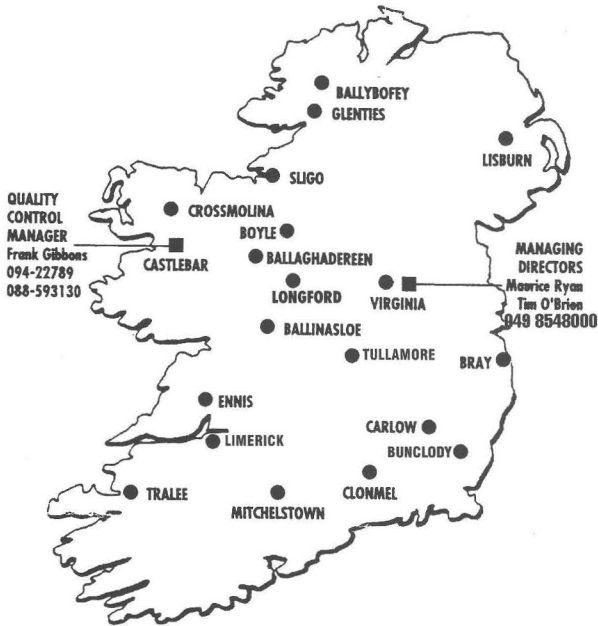 BALLYBOFEY
GLENTIES
LISBURN
SLIGO
QUALITY
CONTROL
MANAGER
Frank Gibbons
094-22789
088-593130
CROSSMOLINA
BOYLE
CASTLEBAR
BALLAGHADEREEN
LONGFORD
VIRGINIA
MANAGING
DIRECTORS
Maurice Ryan
Tim O'Brien
049 8548000
BALLINASLOE
TULLAMORE
BRAY
ENNIS
LIMERICK
CARLOW
BUNCLODY
TRALEE
MITCHELSTOWN
CLONMEL